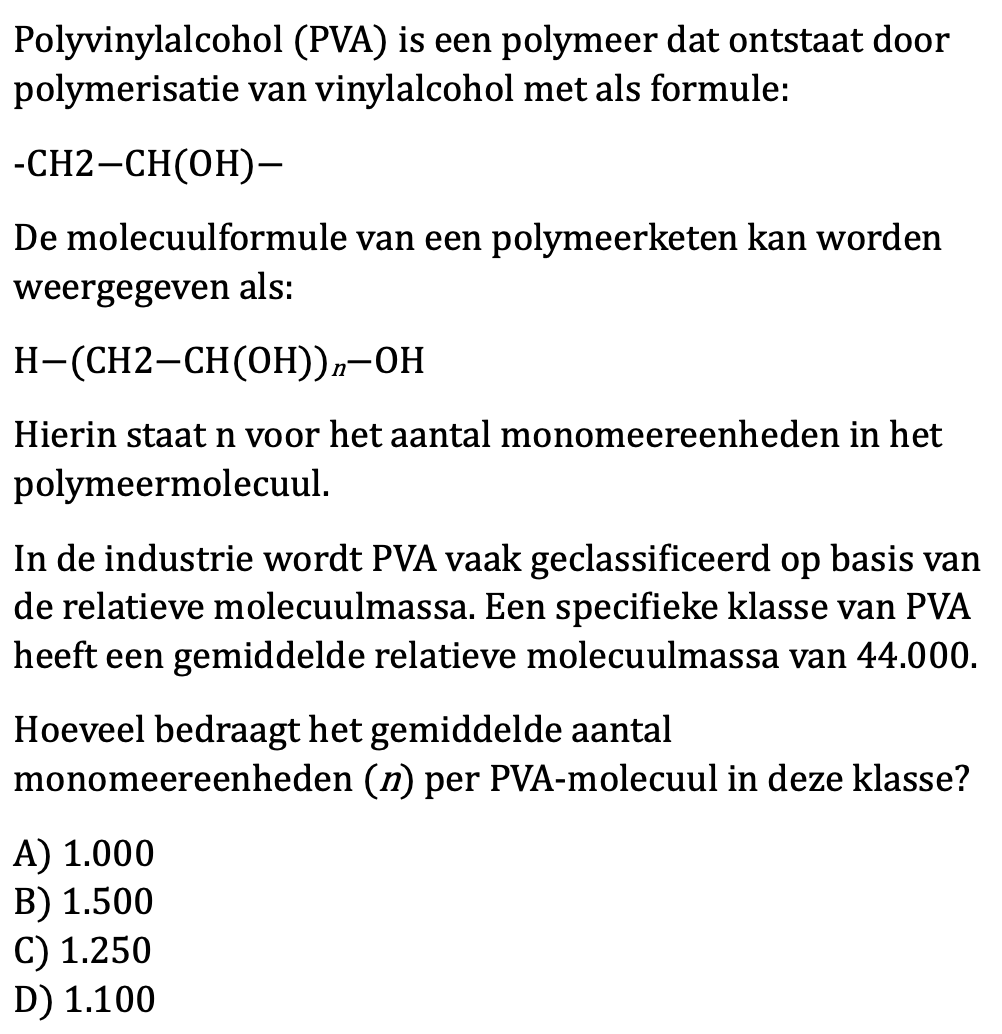 Polyvinylalcohol (PVA) is een polymeer dat ontstaat door
polymerisatie van vinylalcohol met als formule:
-CH2−CH(OH)−
De molecuulformule van een polymeerketen kan worden
weergegeven als:
H−(CH2−CH(OH))n−OH
Hierin staat n voor het aantal monomeereenheden in het
polymeermolecuul.
In de industrie wordt PVA vaak geclassificeerd op basis van
de relatieve molecuulmassa. Een specifieke klasse van PVA
heeft een gemiddelde relatieve molecuulmassa van 44.000.
Hoeveel bedraagt het gemiddelde aantal
monomeereenheden (n) per PVA-molecuul in deze klasse?
A) 1.000
B) 1.500
C) 1.250
D) 1.100